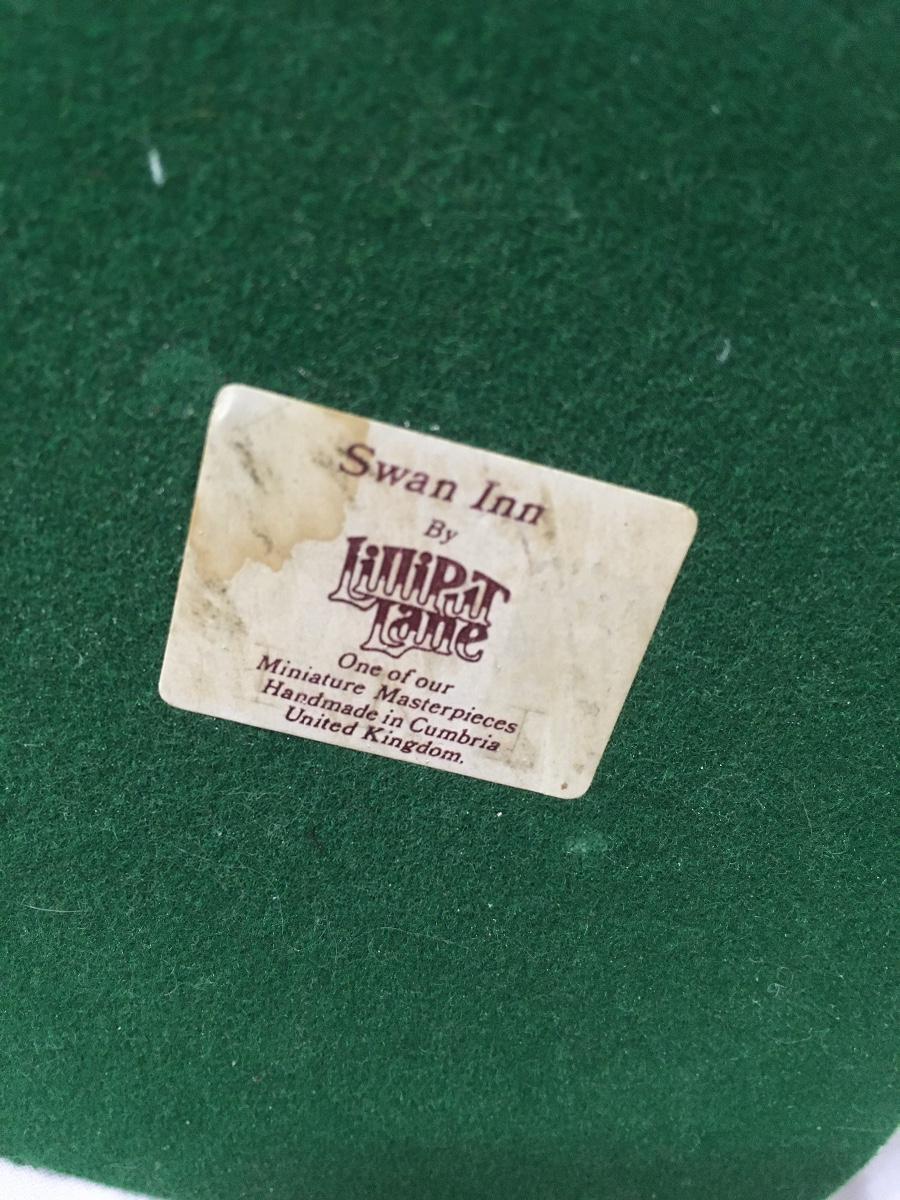 Swan Inn
By
Lilliput
Lane
One of our
Miniature Masterpieces
Handmade in Cumbria
United Kingdom.